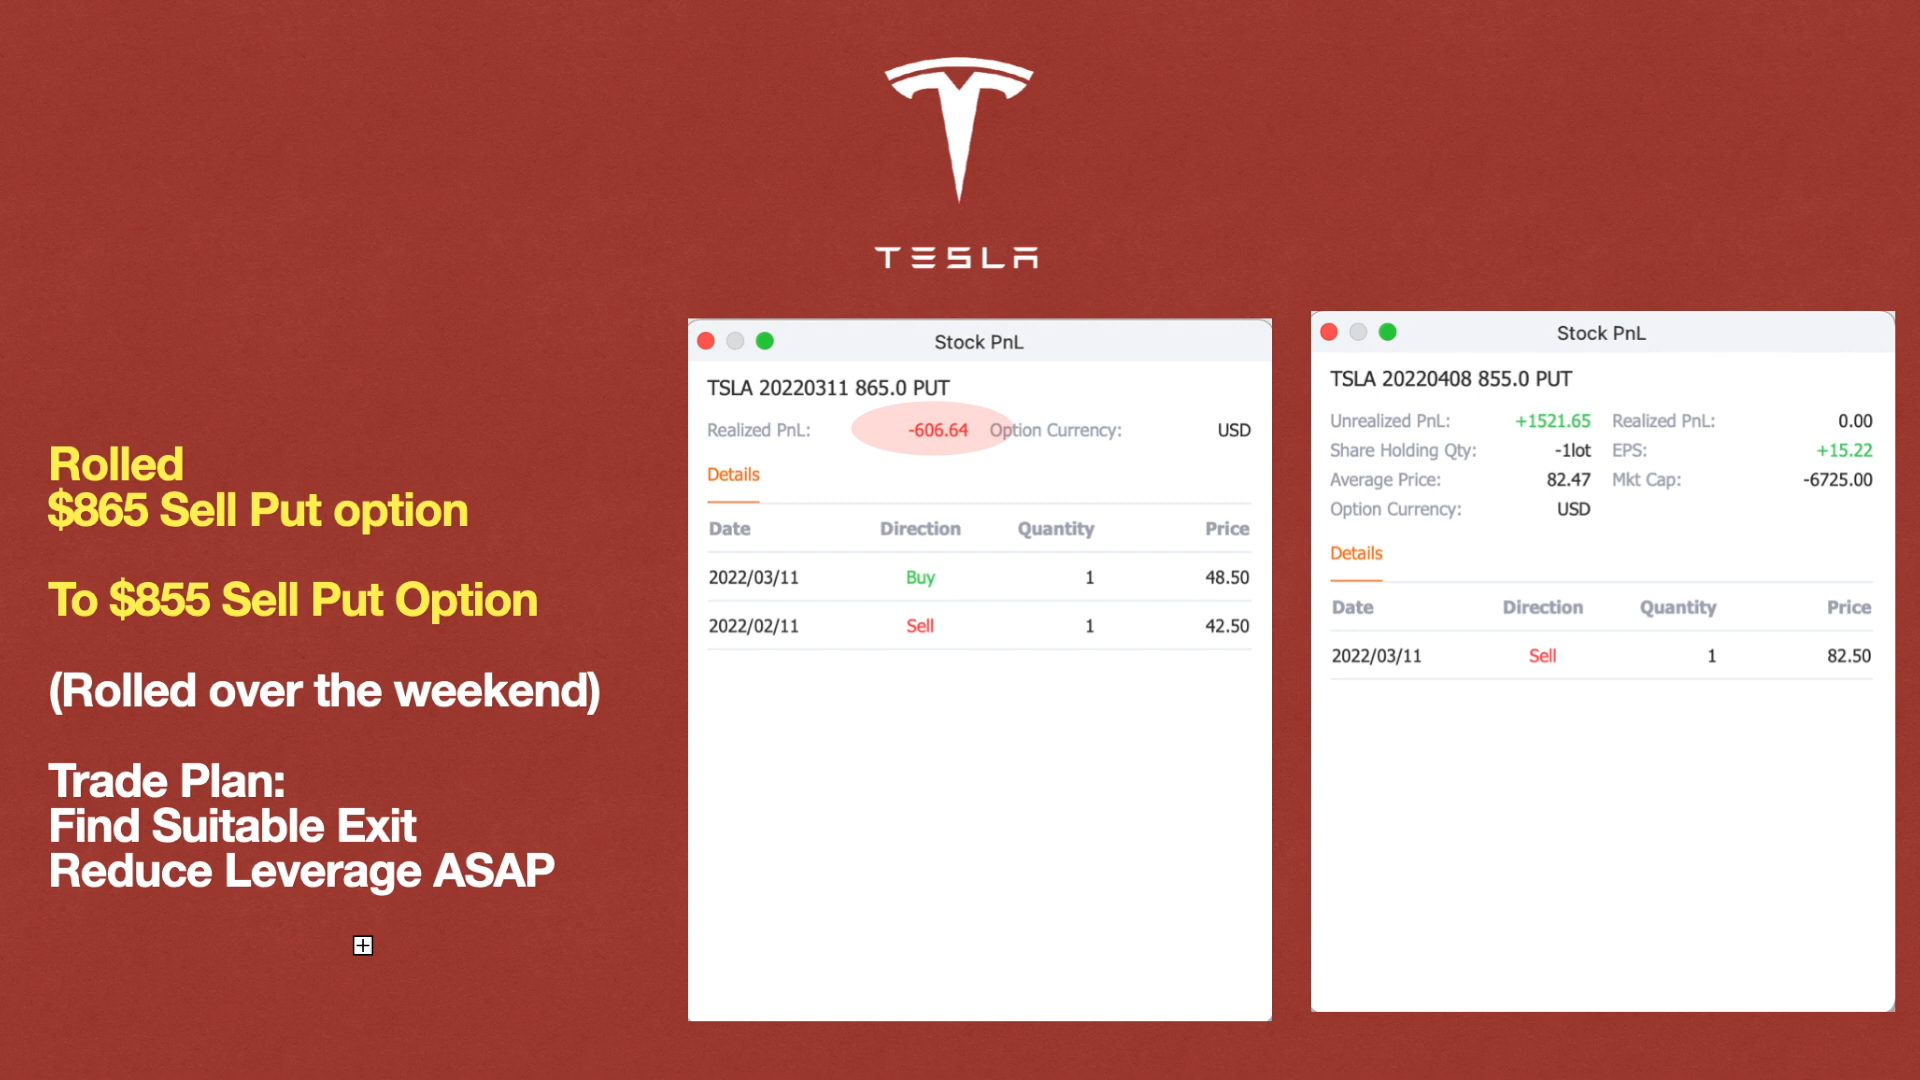 TESLA
Rolled
$865 Sell Put option
To $855 Sell Put Option
(Rolled over the weekend)
Trade Plan:
Find Suitable Exit
Reduce Leverage ASAP
Stock PnL
TSLA 20220311 865.0 PUT
Realized PnL: -606.64 Option Currency: USD
Details
Date Direction Quantity Price
2022/03/11 Buy 1 48.50
2022/02/11 Sell 1 42.50
Stock PnL
TSLA 20220408 855.0 PUT
Unrealized PnL: +1521.65 Realized PnL: 0.00
Share Holding Qty: -1lot EPS: +15.22
Average Price: 82.47 Mkt Cap: -6725.00
Option Currency: USD
Details
Date Direction Quantity Price
2022/03/11 Sell 1 82.50